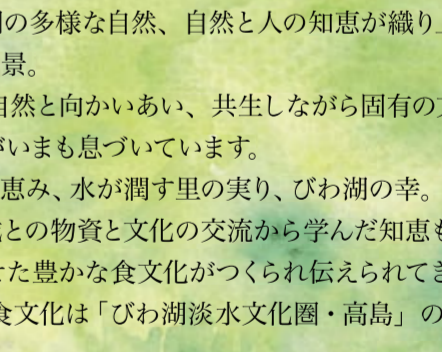 の多様な自然、自然と人の知恵が織り
景。
自然と向かいあい、共生しながら固有の
がいまも息づいています。
恵み、水が潤す里の実り、びわ湖の幸。
との物資と文化の交流から学んだ知恵も
せた豊かな食文化がつくられ伝えられてき
食文化は「びわ湖淡水文化圏・高島」の